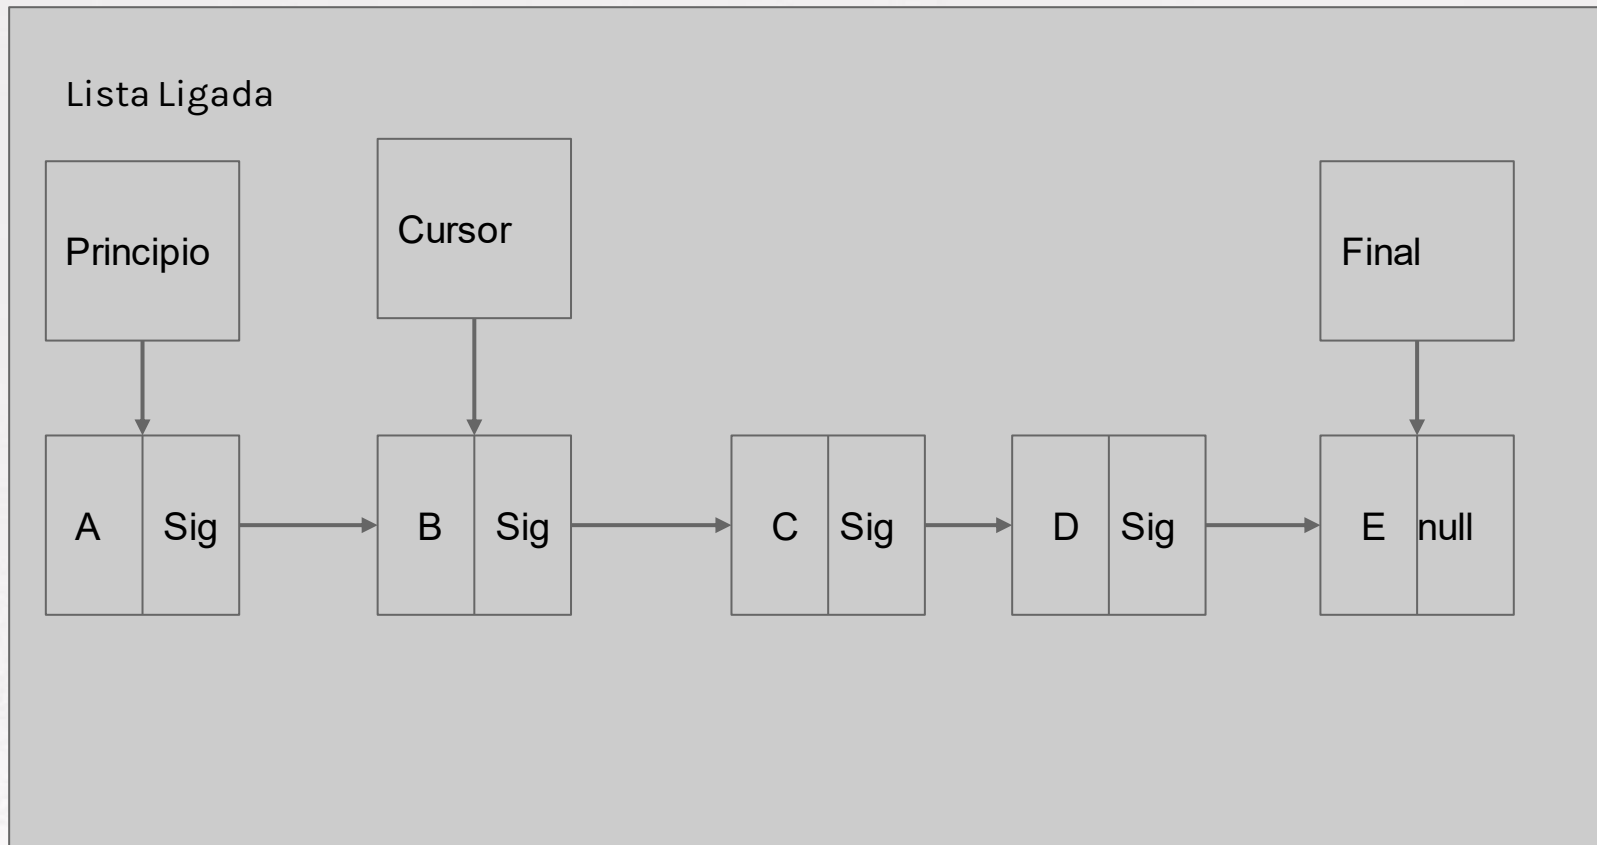 Lista Ligada
Principio
Cursor
Final
A Sig
B Sig
C Sig
D Sig
E null